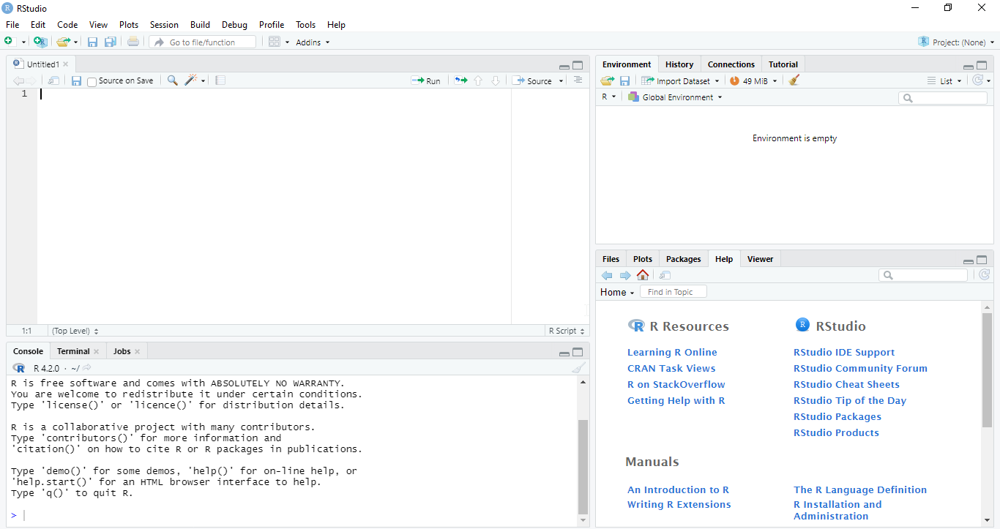 RStudio
File Edit Code View Plots Session Build Debug Profile Tools Help
Go to file/function Addins Project: (None)
Untitled1
Source on Save Run Source
1
1:1 (Top Level) R Script
Console Terminal Jobs
R 4.2.0 · ~/
R is free software and comes with ABSOLUTELY NO WARRANTY.
You are welcome to redistribute it under certain conditions.
Type 'license()' or 'licence()' for distribution details.
R is a collaborative project with many contributors.
Type 'contributors()' for more information and
'citation()' on how to cite R or R packages in publications.
Type 'demo()' for some demos, 'help()' for on-line help, or
'help.start()' for an HTML browser interface to help.
Type 'q()' to quit R.
>
Environment History Connections Tutorial
Import Dataset 49 MiB List
R Global Environment
Environment is empty
Files Plots Packages Help Viewer
Home Find in Topic
R Resources
Learning R Online
CRAN Task Views
R on StackOverflow
Getting Help with R
RStudio
RStudio IDE Support
RStudio Community Forum
RStudio Cheat Sheets
RStudio Tip of the Day
RStudio Packages
RStudio Products
Manuals
An Introduction to R
Writing R Extensions
The R Language Definition
R Installation and
Administration